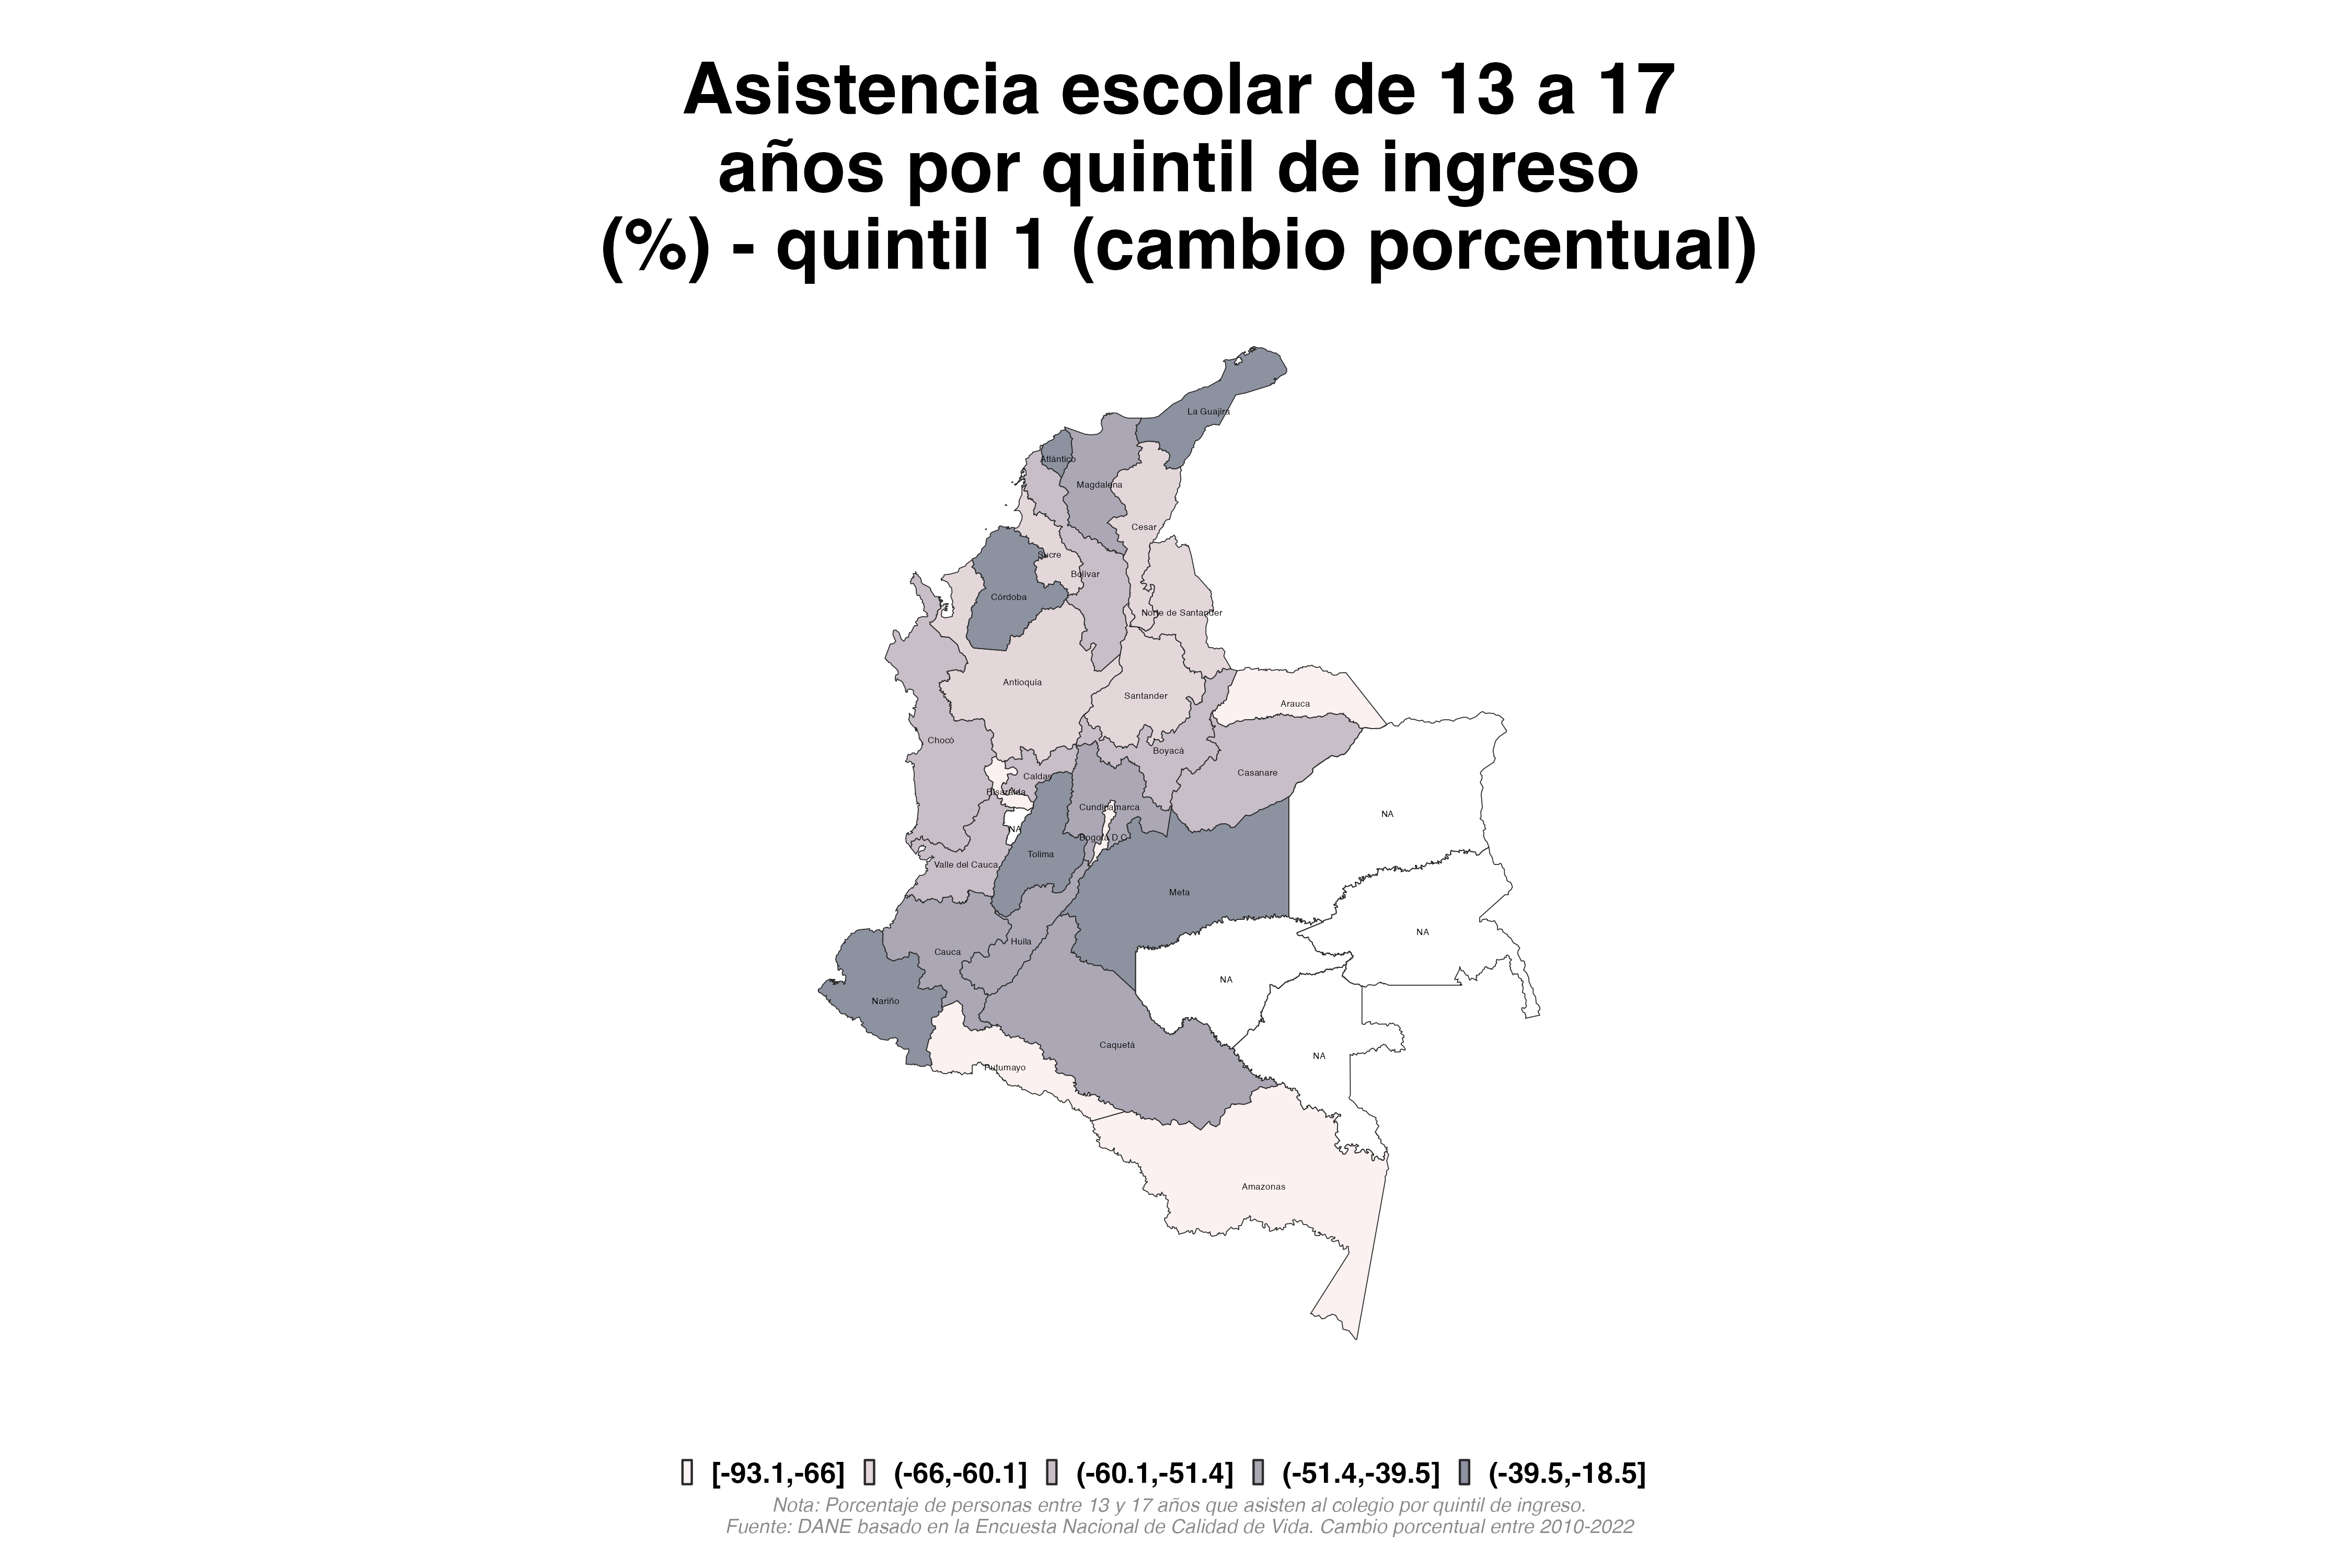 Asistencia escolar de 13 a 17
años por quintil de ingreso
(%) - quintil 1 (cambio porcentual)
La Guajira
Atlántico
Magdalena
Cesar
Sucre
Bolívar
Córdoba
Norte de Santander
Antioquia
Santander
Arauca
Chocó
Boyacá
Casanare
Caldas
Risaralda
Cundinamarca
NA
NA
Bogotá D.C.
Tolima
Valle del Cauca
Meta
NA
Huila
Cauca
NA
Nariño
Caquetá
NA
Putumayo
Amazonas
[-93.1,-66] (-66,-60.1] (-60.1,-51.4] (-51.4,-39.5] (-39.5,-18.5]
Nota: Porcentaje de personas entre 13 y 17 años que asisten al colegio por quintil de ingreso.
Fuente: DANE basado en la Encuesta Nacional de Calidad de Vida. Cambio porcentual entre 2010-2022